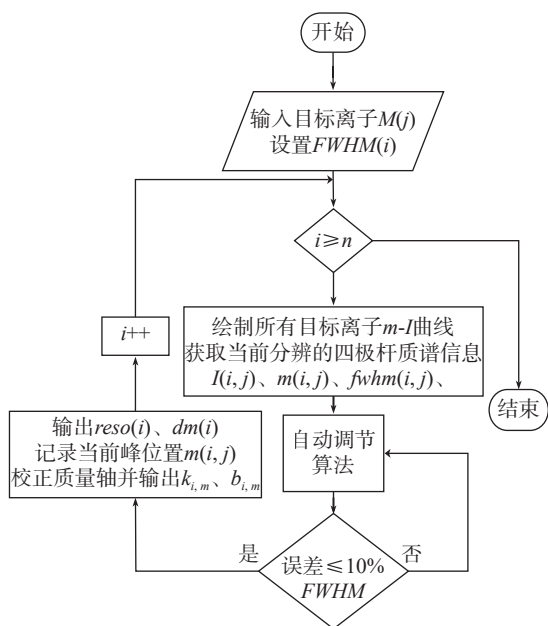 开始
输入目标离子M(j)
设置FWHM(i)
i≥n
绘制所有目标离子m-I曲线
获取当前分辨的四极杆质谱信息
I(i, j)、m(i, j)、fwhm(i, j)、
i++
结束
输出reso(i)、dm(i)
记录当前峰位置m(i, j)
校正质量轴并输出k_{i, m}、b_{i, m}
自动调节
算法
是
误差≤10%
FWHM
否